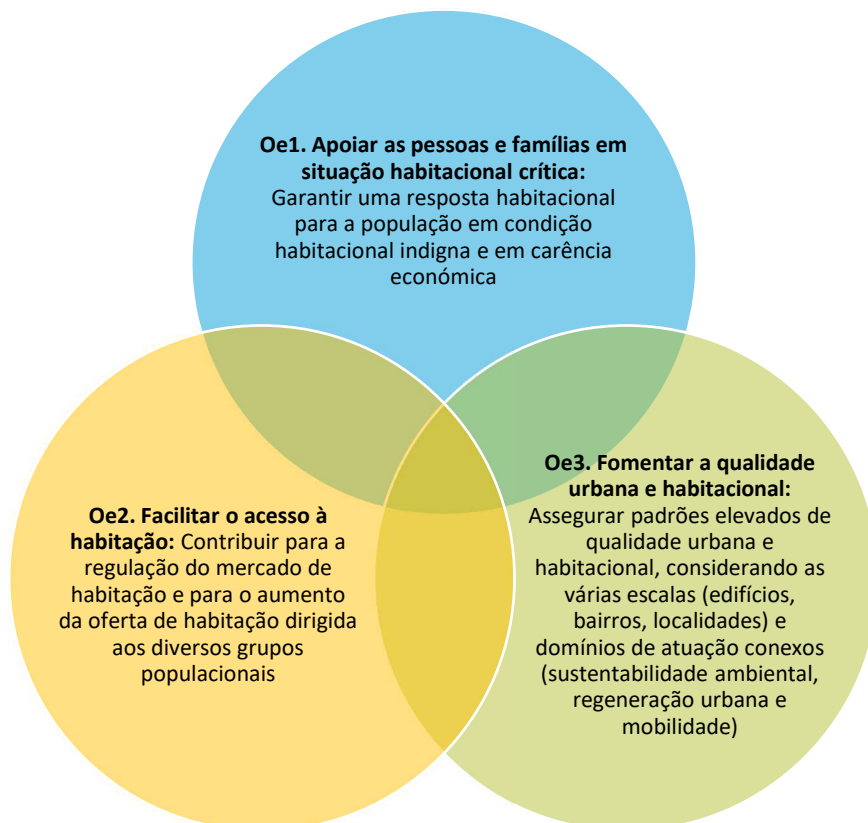 Oe1. Apoiar as pessoas e famílias em
situação habitacional crítica:
Garantir uma resposta habitacional
para a população em condição
habitacional indigna e em carência
económica
Oe2. Facilitar o acesso à
habitação: Contribuir para a
regulação do mercado de
habitação e para o aumento
da oferta de habitação dirigida
aos diversos grupos
populacionais
Oe3. Fomentar a qualidade
urbana e habitacional:
Assegurar padrões elevados de
qualidade urbana e
habitacional, considerando as
várias escalas (edifícios,
bairros, localidades) e
domínios de atuação conexos
(sustentabilidade ambiental,
regeneração urbana e
mobilidade)